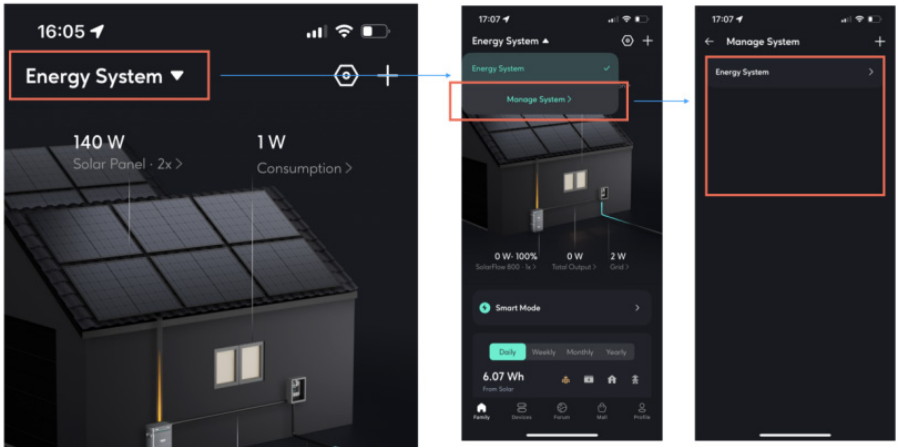 16:05
Energy System ▼
140 W
Solar Panel · 2x >
1 W
Consumption >
17:07
Energy System ▲
Energy System
Manage System >
0 W· 100%
SolarFlow 800 · 1x >
0 W
Total Output >
2 W
Grid >
Smart Mode
Daily Weekly Monthly Yearly
6.07 Wh
From Solar
Family Devices Forum Mall Profile
17:07
Manage System
Energy System